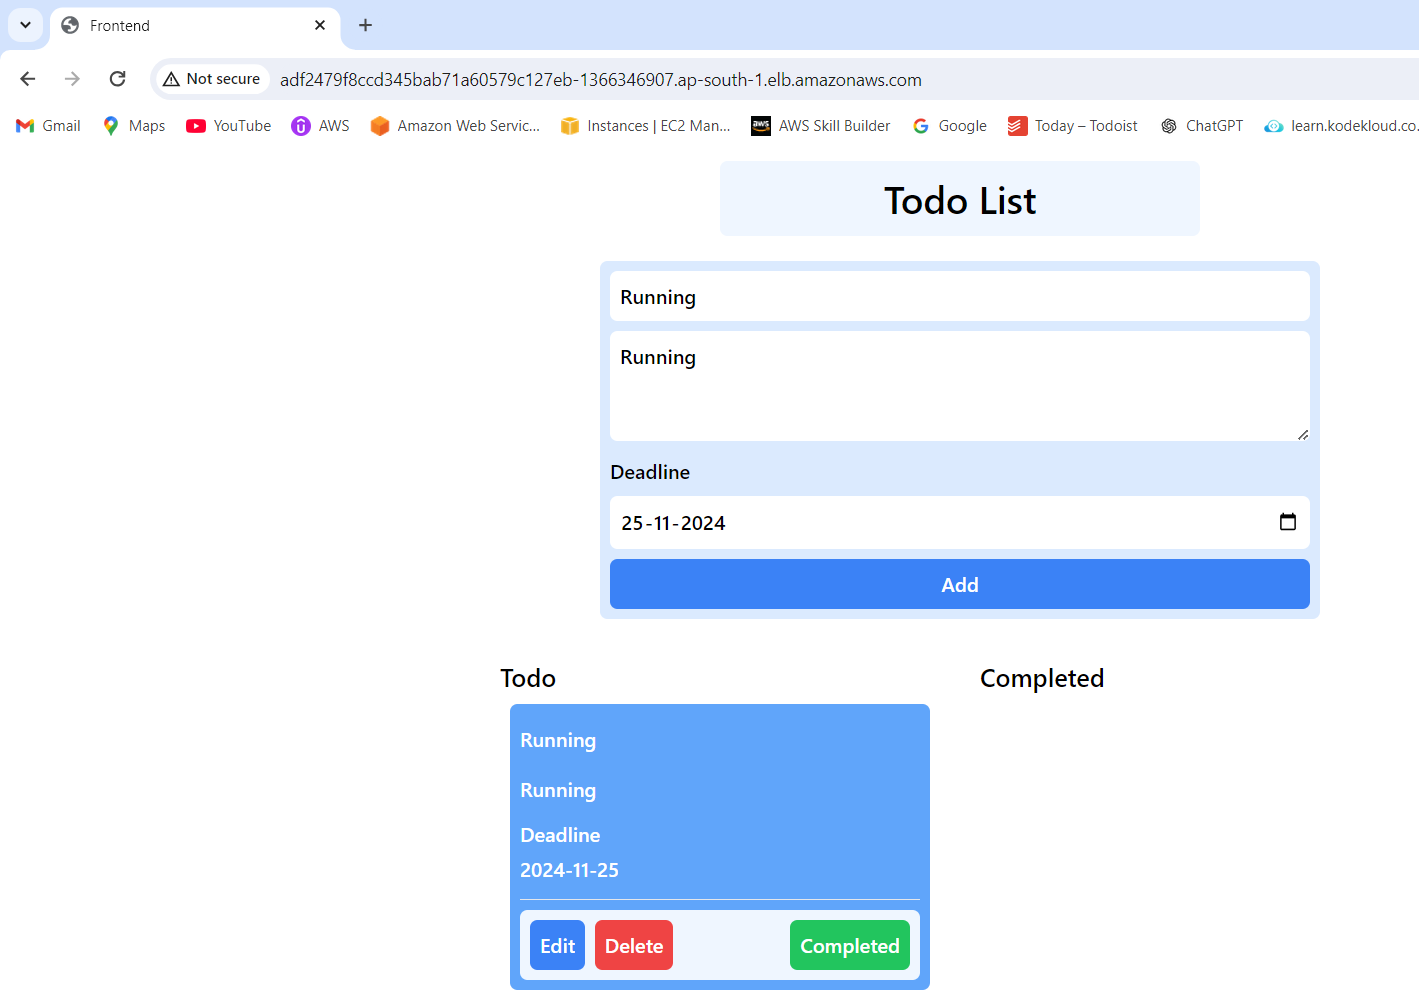 Frontend
Not secure
adf2479f8ccd345bab71a60579c127eb-1366346907.ap-south-1.elb.amazonaws.com
Gmail Maps YouTube AWS Amazon Web Servic... Instances | EC2 Man... aws AWS Skill Builder Google Today – Todoist ChatGPT learn.kodekloud.co.
Todo List
Running
Running
Deadline
25-11-2024
Add
Todo Completed
Running
Running
Deadline
2024-11-25
Edit Delete Completed